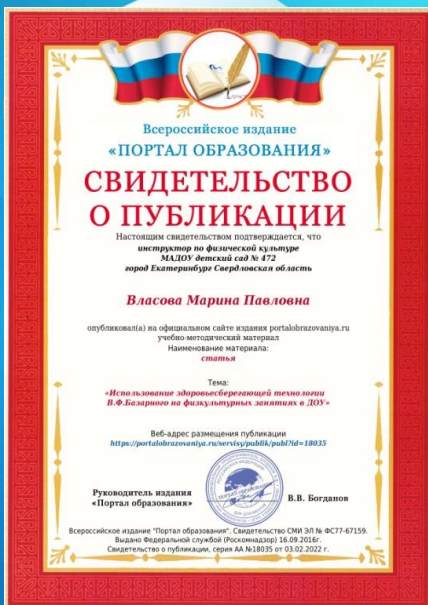 Всероссийское издание
«ПОРТАЛ ОБРАЗОВАНИЯ»
СВИДЕТЕЛЬСТВО
О ПУБЛИКАЦИИ
Настоящим свидетельством подтверждается, что
инструктор по физической культуре
МАДОУ детский сад № 472
город Екатеринбург Свердловская область
Власова Марина Павловна
опубликовал(а) на официальном сайте издания portalobrazovaniya.ru
учебно-методический материал
Наименование материала:
статья
Тема:
«Использование здоровьесберегающей технологии
В.Ф.Базарного на физкультурных занятиях в ДОУ»
Веб-адрес размещения публикации
https://portalobrazovaniya.ru/servisy/publik/publ?id=18035
Руководитель издания
«Портал образования»
В.В. Богданов
Всероссийское издание "Портал образования". Свидетельство СМИ ЭЛ № ФС77-67159.
Выдано Федеральной службой (Роскомнадзор) 16.09.2016г.
Свидетельство о публикации, серия АА №18035 от 03.02.2022 г.